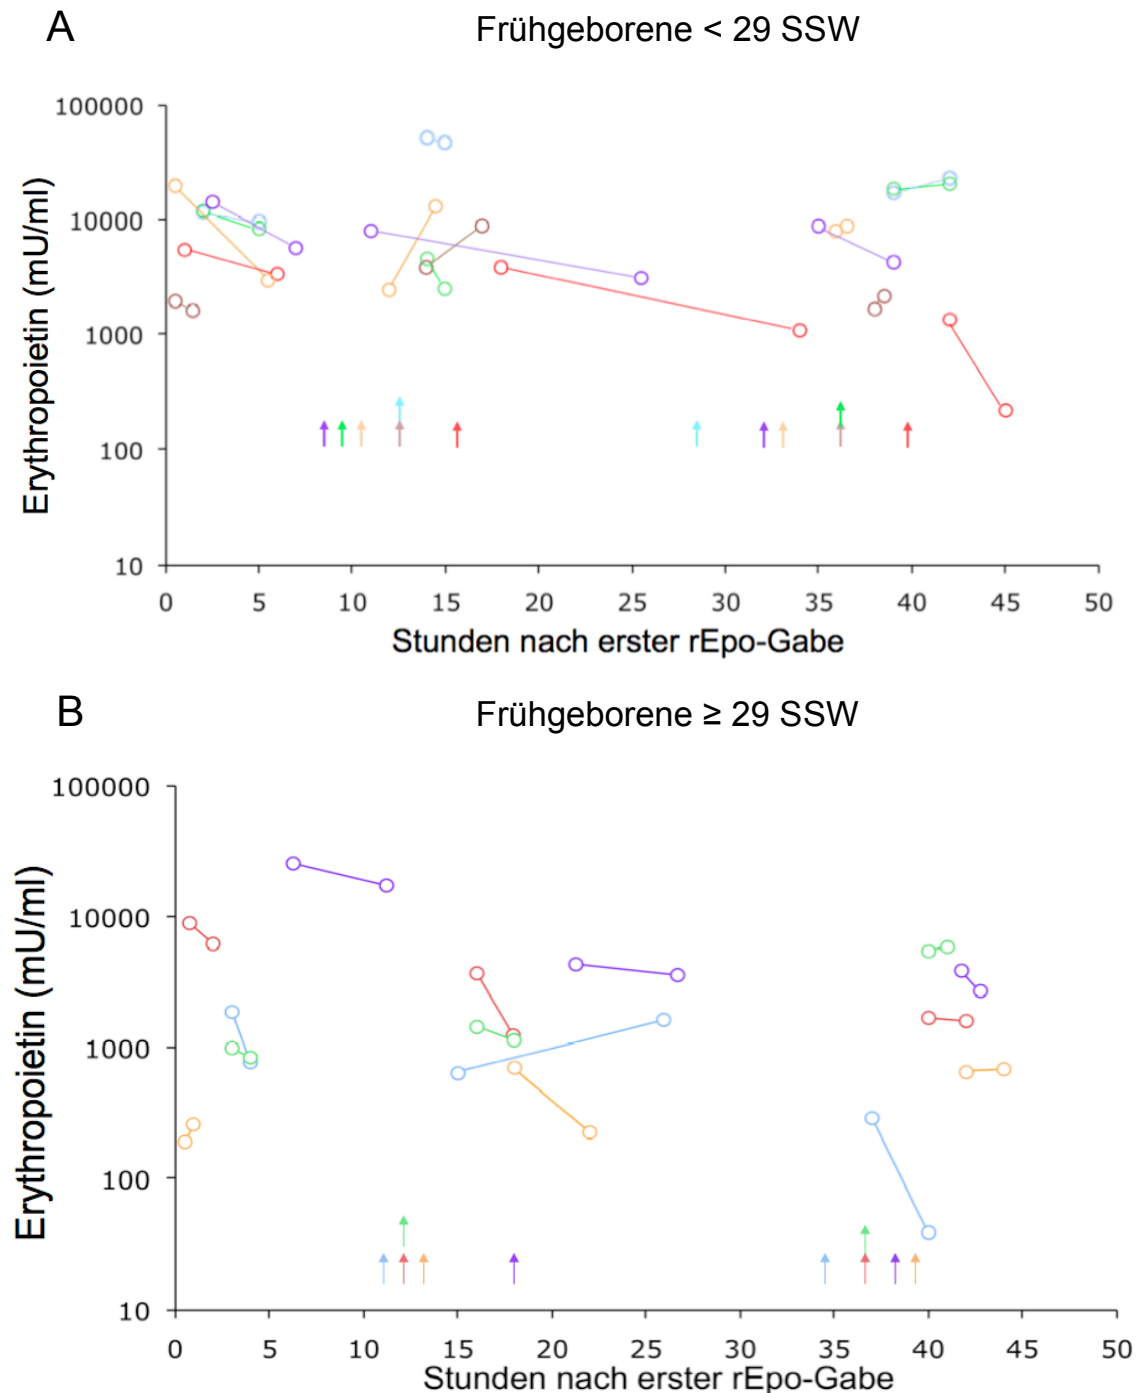 A
Frühgeborene < 29 SSW
100000
10000
1000
100
10
Erythropoietin (mU/ml)
0 5 10 15 20 25 30 35 40 45 50
Stunden nach erster rEpo-Gabe
B
Frühgeborene ≥ 29 SSW
100000
10000
1000
100
10
Erythropoietin (mU/ml)
0 5 10 15 20 25 30 35 40 45 50
Stunden nach erster rEpo-Gabe